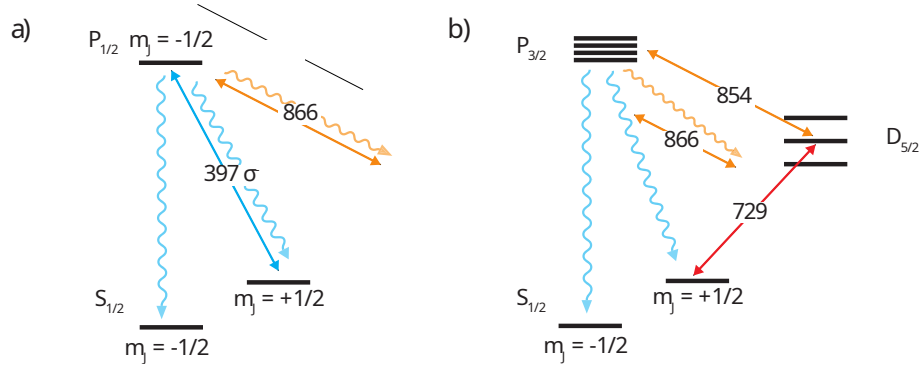 a)
P1/2 mJ = -1/2
866
397 σ
mJ = +1/2
S1/2
mJ = -1/2
b)
P3/2
854
D5/2
866
729
mJ = +1/2
S1/2
mJ = -1/2